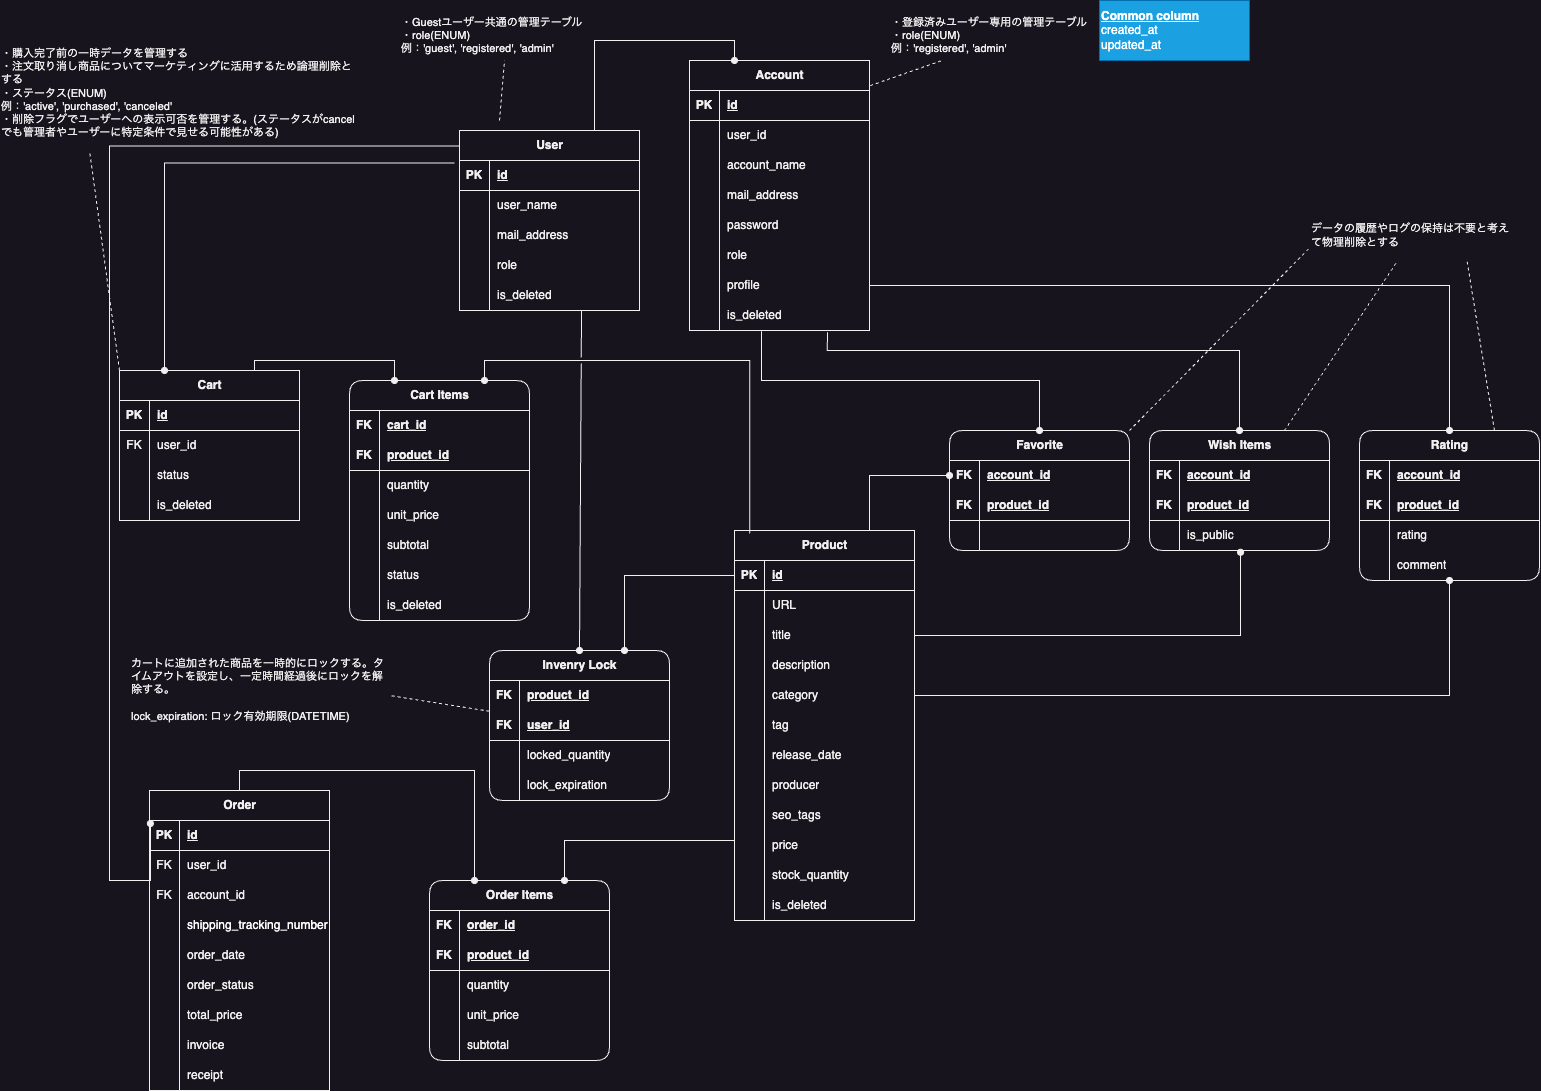 ・購入完了前の一時データを管理する
・注文取り消し商品についてマーケティングに活用するため論理削除と
する
・ステータス(ENUM)
例：'active', 'purchased', 'canceled'
・削除フラグでユーザーへの表示可否を管理する。(ステータスがcancel
でも管理者やユーザーに特定条件で見せる可能性がある)
・Guestユーザー共通の管理テーブル
・role(ENUM)
例：'guest', 'registered', 'admin'
・登録済みユーザー専用の管理テーブル
・role(ENUM)
例：'registered', 'admin'
Common column
created_at
updated_at
Account
PK id
user_id
account_name
mail_address
password
role
profile
is_deleted
User
PK id
user_name
mail_address
role
is_deleted
データの履歴やログの保持は不要と考え
て物理削除とする
Cart
PK id
FK user_id
status
is_deleted
Cart Items
FK cart_id
FK product_id
quantity
unit_price
subtotal
status
is_deleted
Favorite
FK account_id
FK product_id
Wish Items
FK account_id
FK product_id
is_public
Rating
FK account_id
FK product_id
rating
comment
Product
PK id
URL
title
description
category
tag
release_date
producer
seo_tags
price
stock_quantity
is_deleted
カートに追加された商品を一時的にロックする。タ
イムアウトを設定し、一定時間経過後にロックを解
除する。
lock_expiration: ロック有効期限(DATETIME)
Invenry Lock
FK product_id
FK user_id
locked_quantity
lock_expiration
Order
PK id
FK user_id
FK account_id
shipping_tracking_number
order_date
order_status
total_price
invoice
receipt
Order Items
FK order_id
FK product_id
quantity
unit_price
subtotal